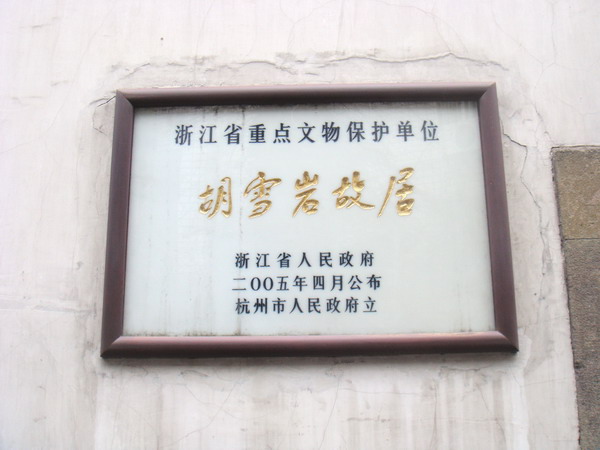 浙江省重点文物保护单位
胡雪岩故居
浙江省人民政府
二00五年四月公布
杭州市人民政府立